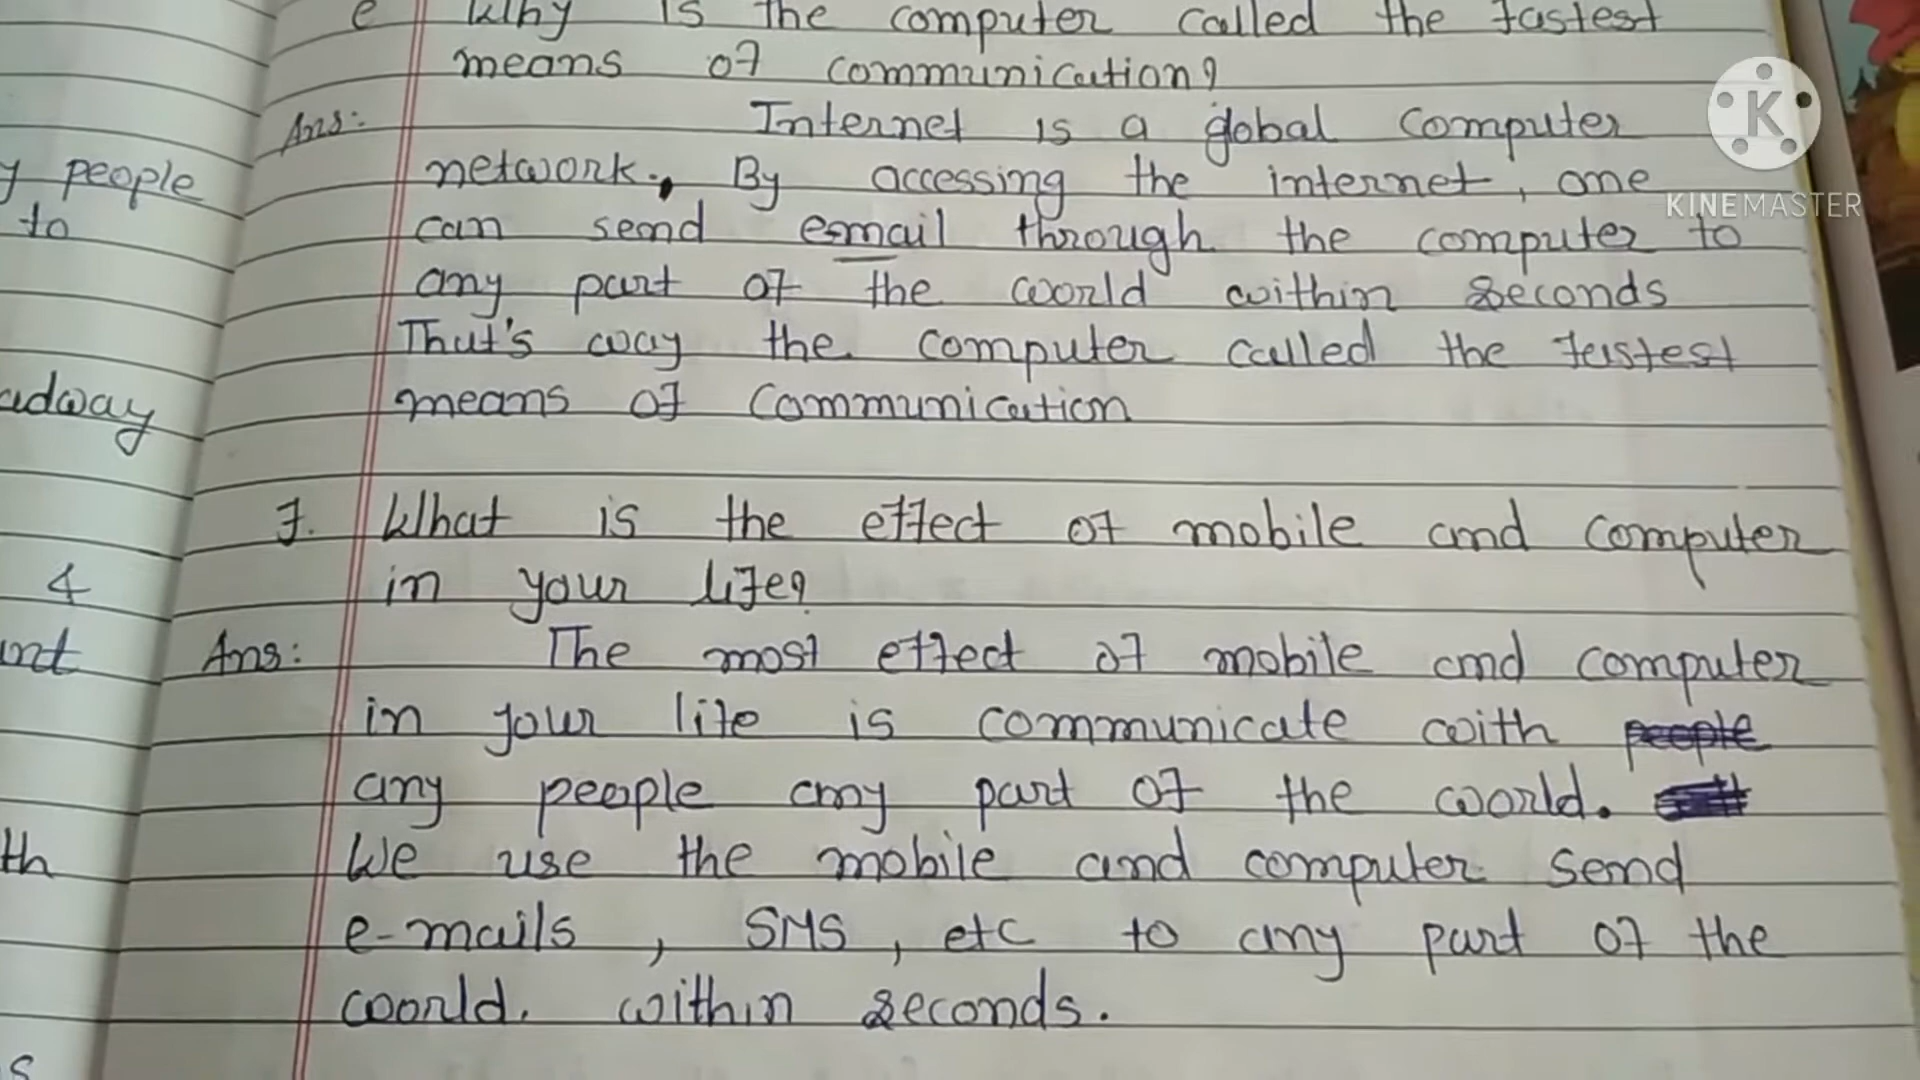 e Why is the computer called the fastest
means of communication?
Ans: Internet is a global computer
network. By accessing the internet, one
can send email through the computer to
any part of the world within seconds
That's way the computer called the fastest
means of communication
f. What is the effect of mobile and computer
in your life?
Ans: The most effect of mobile and computer
in your life is communicate with people
any people any part of the world.
We use the mobile and computer send
e-mails, SMS, etc to any part of the
world. within seconds.
y people
to
adway
4
nt
th
s
K
KINEMASTER